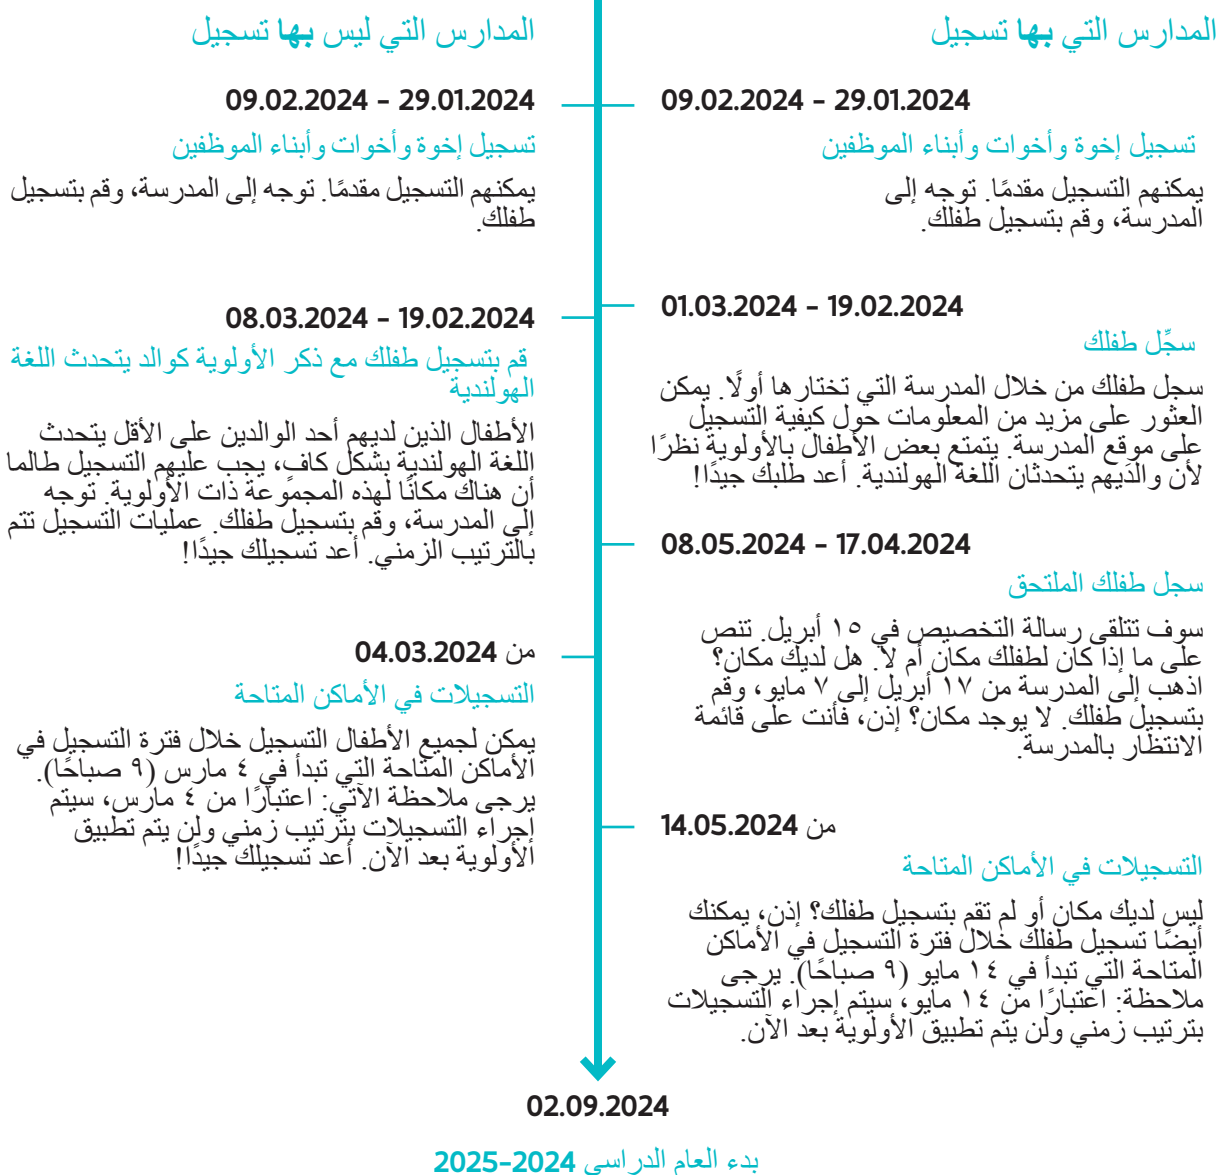 المدارس التي بها تسجيل
09.02.2024 - 29.01.2024
تسجيل إخوة وأخوات وأبناء الموظفين
يمكنهم التسجيل مقدمًا. توجه إلى
المدرسة، وقم بتسجيل طفلك.
01.03.2024 - 19.02.2024
سجِّل طفلك
سجل طفلك من خلال المدرسة التي تختارها أولًا. يمكن
العثور على مزيد من المعلومات حول كيفية التسجيل
على موقع المدرسة. يتمتع بعض الأطفال بالأولوية نظرًا
لأن والدَيهم يتحدثان اللغة الهولندية. أعد طلبك جيدًا!
08.05.2024 - 17.04.2024
سجل طفلك الملتحق
سوف تتلقى رسالة التخصيص في ١٥ أبريل. تنص
على ما إذا كان لطفلك مكان أم لا. هل لديك مكان؟
اذهب إلى المدرسة من ١٧ أبريل إلى ٧ مايو، وقم
بتسجيل طفلك. لا يوجد مكان؟ إذن، فأنت على قائمة
الانتظار بالمدرسة.
من 14.05.2024
التسجيلات في الأماكن المتاحة
ليس لديك مكان أو لم تقم بتسجيل طفلك؟ إذن، يمكنك
أيضًا تسجيل طفلك خلال فترة التسجيل في الأماكن
المتاحة التي تبدأ في ١٤ مايو (٩ صباحًا). يرجى
ملاحظة: اعتبارًا من ١٤ مايو، سيتم إجراء التسجيلات
بترتيب زمني ولن يتم تطبيق الأولوية بعد الآن.
المدارس التي ليس بها تسجيل
09.02.2024 - 29.01.2024
تسجيل إخوة وأخوات وأبناء الموظفين
يمكنهم التسجيل مقدمًا. توجه إلى المدرسة، وقم بتسجيل
طفلك.
08.03.2024 - 19.02.2024
قم بتسجيل طفلك مع ذكر الأولوية كوالد يتحدث اللغة
الهولندية
الأطفال الذين لديهم أحد الوالدين على الأقل يتحدث
اللغة الهولندية بشكل كافٍ، يجب عليهم التسجيل طالما
أن هناك مكانًا لهذه المجموعة ذات الأولوية. توجه
إلى المدرسة، وقم بتسجيل طفلك. عمليات التسجيل تتم
بالترتيب الزمني. أعد تسجيلك جيدًا!
من 04.03.2024
التسجيلات في الأماكن المتاحة
يمكن لجميع الأطفال التسجيل خلال فترة التسجيل في
الأماكن المتاحة التي تبدأ في ٤ مارس (٩ صباحًا).
يرجى ملاحظة الآتي: اعتبارًا من ٤ مارس، سيتم
إجراء التسجيلات بترتيب زمني ولن يتم تطبيق
الأولوية بعد الآن. أعد تسجيلك جيدًا!
02.09.2024
بدء العام الدراسي 2024-2025